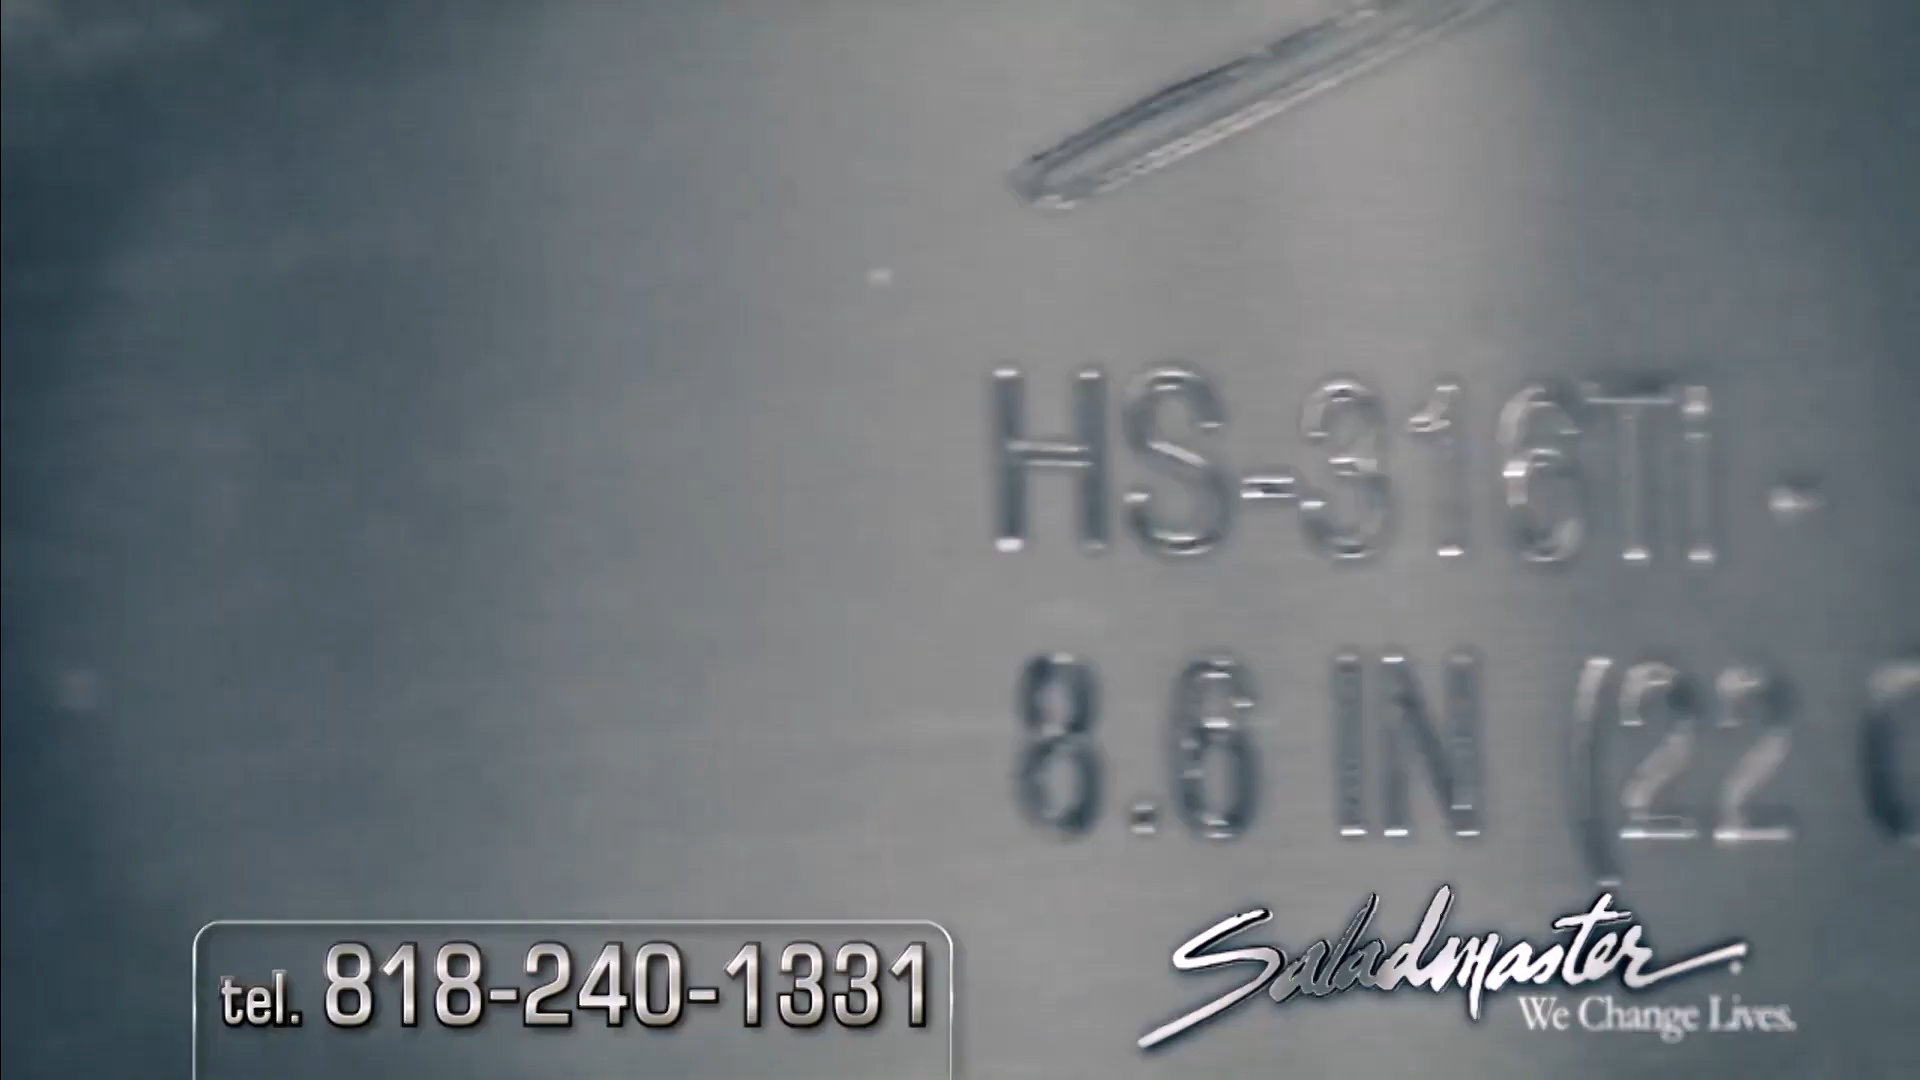 HS-316Ti -
8.6 IN (22 C
tel. 818-240-1331
Saladmaster
We Change Lives.